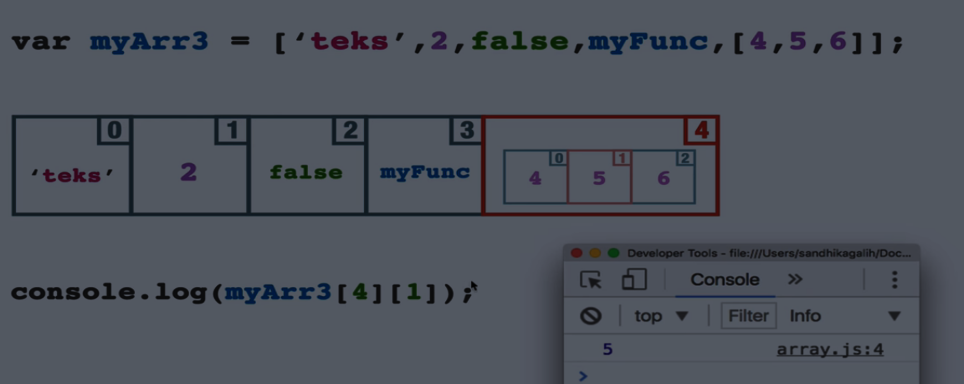 var myArr3 = [‘teks’,2,false,myFunc,[4,5,6]];
0 1 2 3 4
0 1 2
‘teks’ 2 false myFunc 4 5 6
console.log(myArr3[4][1]);
Developer Tools - file:///Users/sandhikagalih/Doc...
Console »
top ▼ Filter Info ▼
5 array.js:4
>